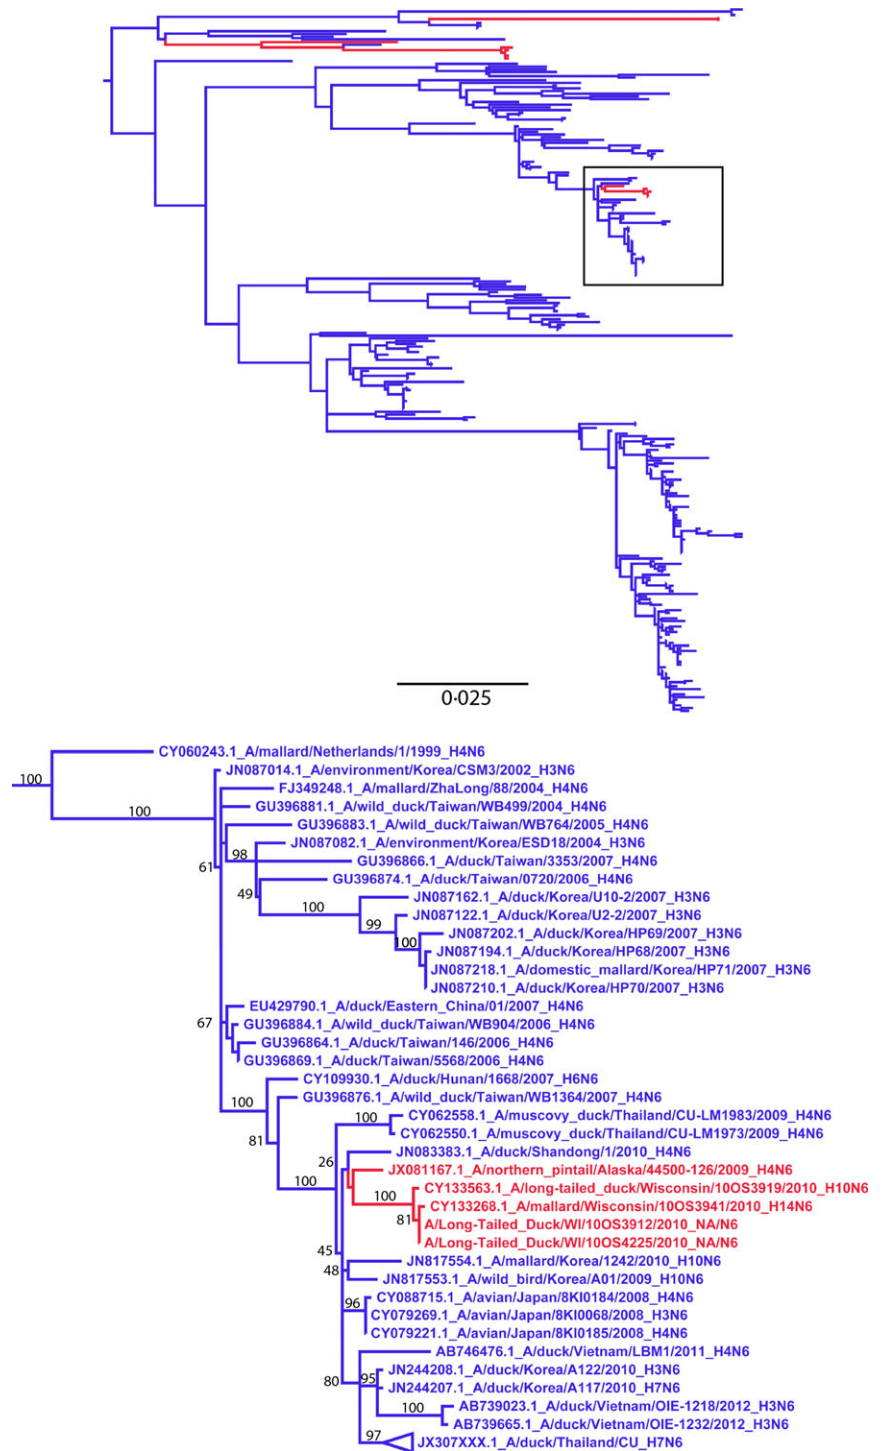 0·025
CY060243.1_A/mallard/Netherlands/1/1999_H4N6
100
JN087014.1_A/environment/Korea/CSM3/2002_H3N6
FJ349248.1_A/mallard/ZhaLong/88/2004_H4N6
GU396881.1_A/wild_duck/Taiwan/WB499/2004_H4N6
100
GU396883.1_A/wild_duck/Taiwan/WB764/2005_H4N6
JN087082.1_A/environment/Korea/ESD18/2004_H3N6
98
61
GU396866.1_A/duck/Taiwan/3353/2007_H4N6
GU396874.1_A/duck/Taiwan/0720/2006_H4N6
49
JN087162.1_A/duck/Korea/U10-2/2007_H3N6
100
JN087122.1_A/duck/Korea/U2-2/2007_H3N6
99
JN087202.1_A/duck/Korea/HP69/2007_H3N6
100
JN087194.1_A/duck/Korea/HP68/2007_H3N6
JN087218.1_A/domestic_mallard/Korea/HP71/2007_H3N6
JN087210.1_A/duck/Korea/HP70/2007_H3N6
EU429790.1_A/duck/Eastern_China/01/2007_H4N6
67
GU396884.1_A/wild_duck/Taiwan/WB904/2006_H4N6
GU396864.1_A/duck/Taiwan/146/2006_H4N6
GU396869.1_A/duck/Taiwan/5568/2006_H4N6
CY109930.1_A/duck/Hunan/1668/2007_H6N6
100
GU396876.1_A/wild_duck/Taiwan/WB1364/2007_H4N6
100
CY062558.1_A/muscovy_duck/Thailand/CU-LM1983/2009_H4N6
CY062550.1_A/muscovy_duck/Thailand/CU-LM1973/2009_H4N6
81
JN083383.1_A/duck/Shandong/1/2010_H4N6
26
JX081167.1_A/northern_pintail/Alaska/44500-126/2009_H4N6
100
CY133563.1_A/long-tailed_duck/Wisconsin/10OS3919/2010_H10N6
100
CY133268.1_A/mallard/Wisconsin/10OS3941/2010_H14N6
81
A/Long-Tailed_Duck/WI/10OS3912/2010_NA/N6
A/Long-Tailed_Duck/WI/10OS4225/2010_NA/N6
45
JN817554.1_A/mallard/Korea/1242/2010_H10N6
48
JN817553.1_A/wild_bird/Korea/A01/2009_H10N6
CY088715.1_A/avian/Japan/8KI0184/2008_H4N6
96
CY079269.1_A/avian/Japan/8KI0068/2008_H3N6
CY079221.1_A/avian/Japan/8KI0185/2008_H4N6
AB746476.1_A/duck/Vietnam/LBM1/2011_H4N6
JN244208.1_A/duck/Korea/A122/2010_H3N6
80
95
JN244207.1_A/duck/Korea/A117/2010_H7N6
100
AB739023.1_A/duck/Vietnam/OIE-1218/2012_H3N6
AB739665.1_A/duck/Vietnam/OIE-1232/2012_H3N6
97
JX307XXX.1_A/duck/Thailand/CU_H7N6